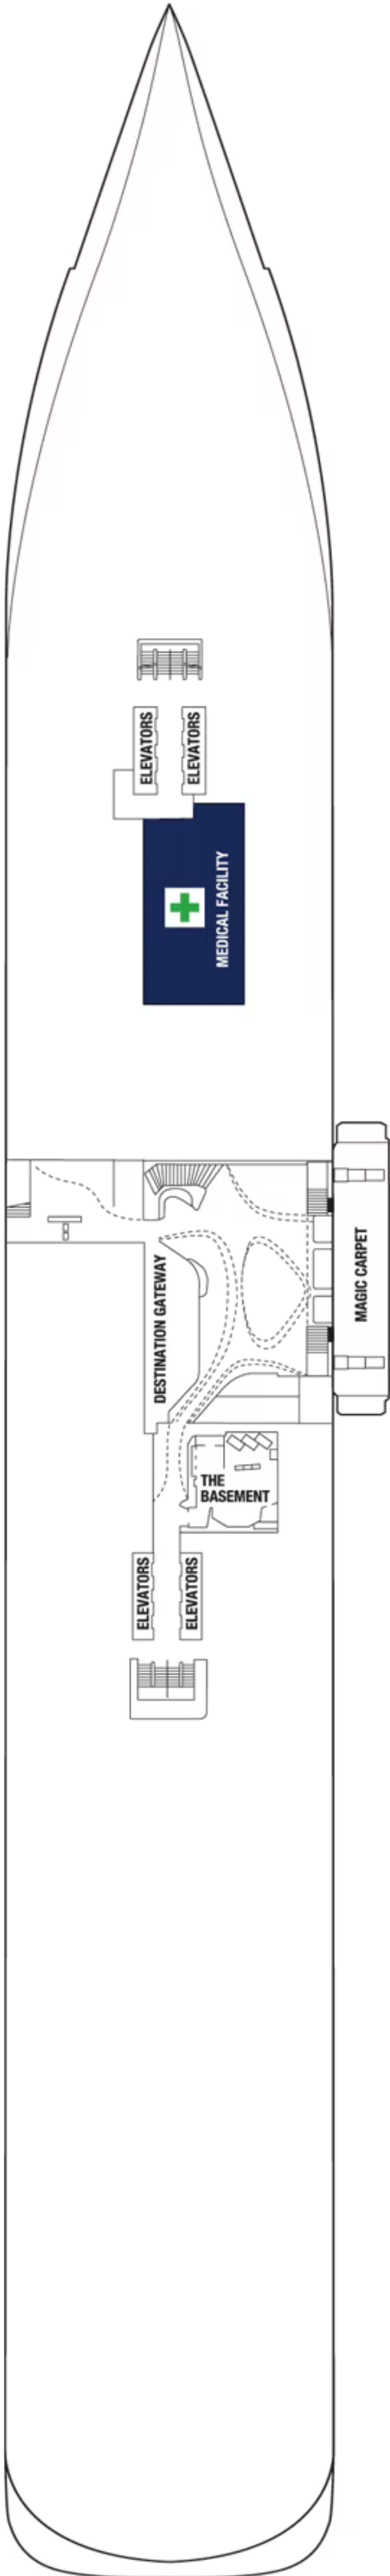 ELEVATORS
ELEVATORS
MEDICAL FACILITY
DESTINATION GATEWAY
MAGIC CARPET
THE
BASEMENT
ELEVATORS
ELEVATORS